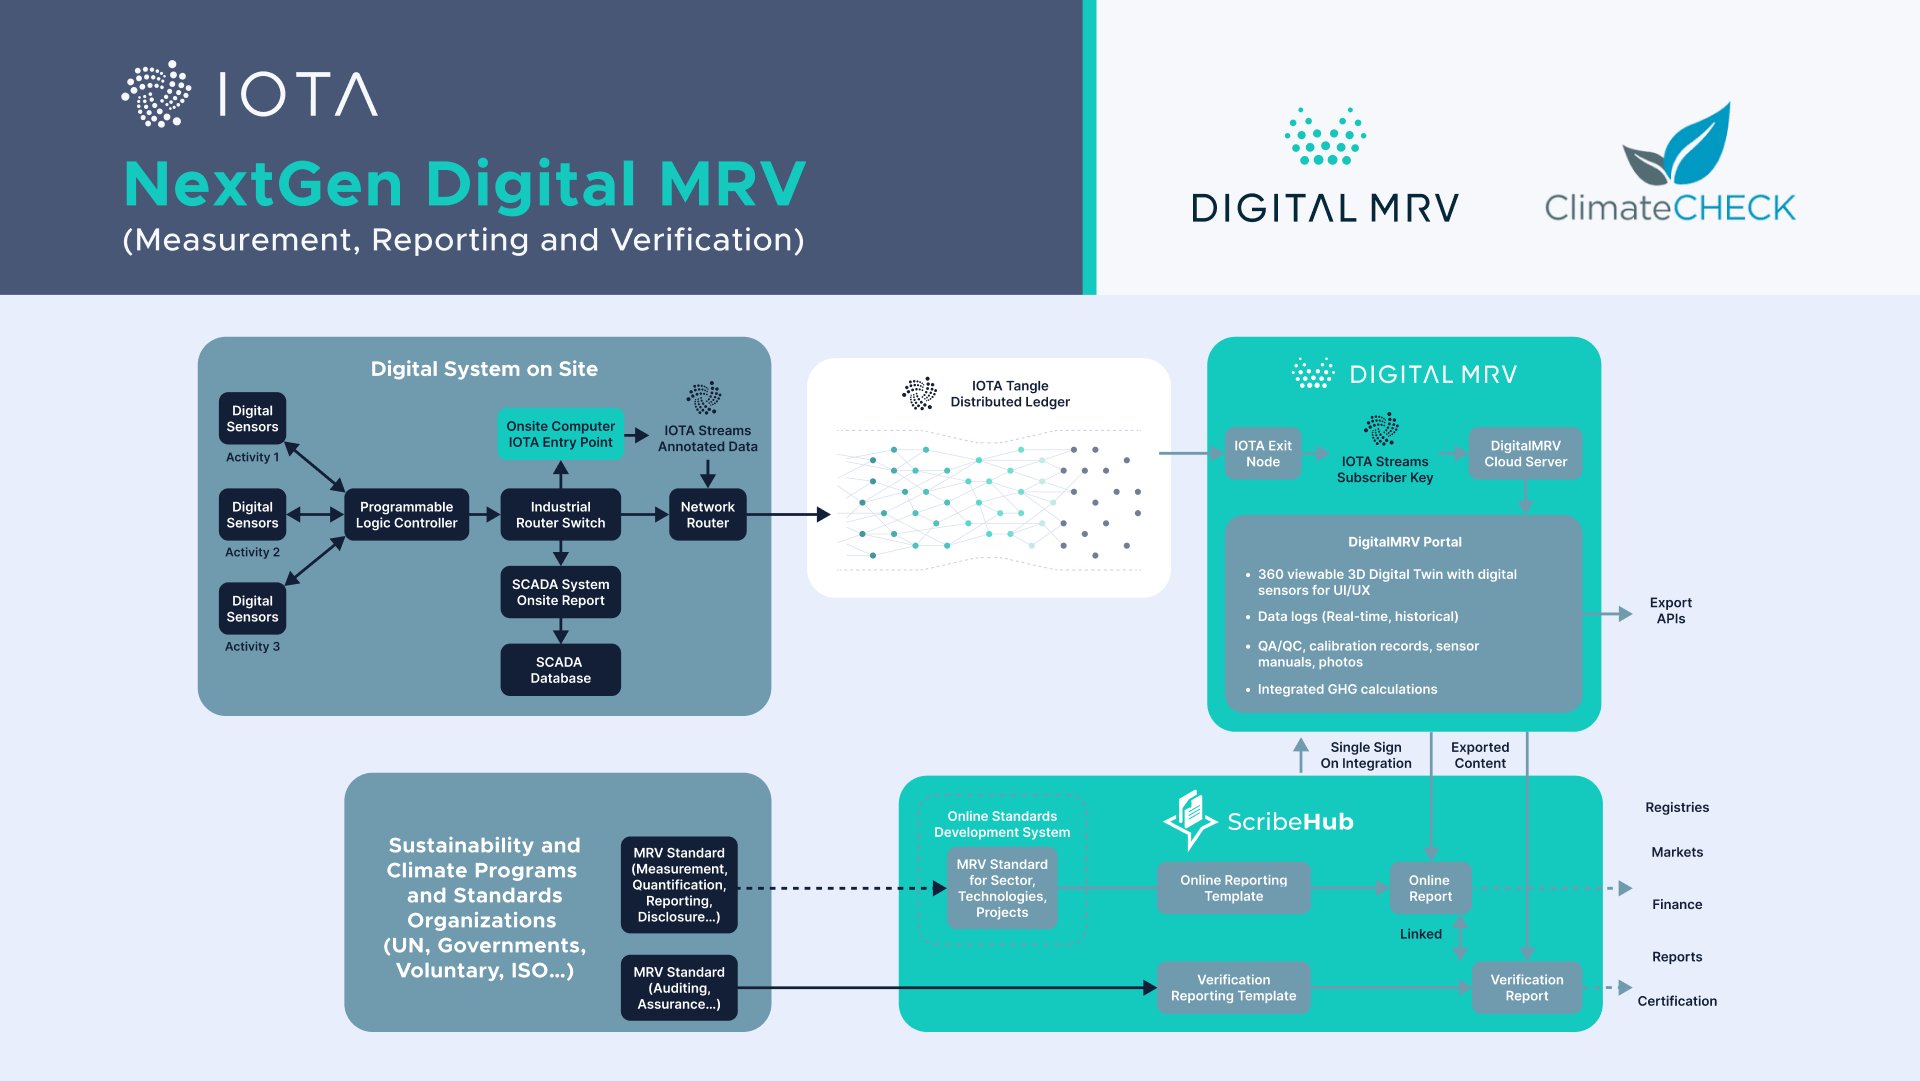 IOTA
NextGen Digital MRV
(Measurement, Reporting and Verification)
DIGITAL MRV
ClimateCHECK
Digital System on Site
Digital
Sensors
Activity 1
Digital
Sensors
Activity 2
Digital
Sensors
Activity 3
Programmable
Logic Controller
Onsite Computer
IOTA Entry Point
IOTA Streams
Annotated Data
Industrial
Router Switch
Network
Router
SCADA System
Onsite Report
SCADA
Database
IOTA Tangle
Distributed Ledger
DIGITAL MRV
IOTA Exit
Node
IOTA Streams
Subscriber Key
DigitalMRV
Cloud Server
DigitalMRV Portal
• 360 viewable 3D Digital Twin with digital
sensors for UI/UX
• Data logs (Real-time, historical)
• QA/QC, calibration records, sensor
manuals, photos
• Integrated GHG calculations
Export
APIs
Single Sign
On Integration
Exported
Content
Sustainability and
Climate Programs
and Standards
Organizations
(UN, Governments,
Voluntary, ISO...)
MRV Standard
(Measurement,
Quantification,
Reporting,
Disclosure...)
MRV Standard
(Auditing,
Assurance...)
Online Standards
Development System
MRV Standard
for Sector,
Technologies,
Projects
ScribeHub
Online Reporting
Template
Online
Report
Linked
Verification
Reporting Template
Verification
Report
Registries
Markets
Finance
Reports
Certification